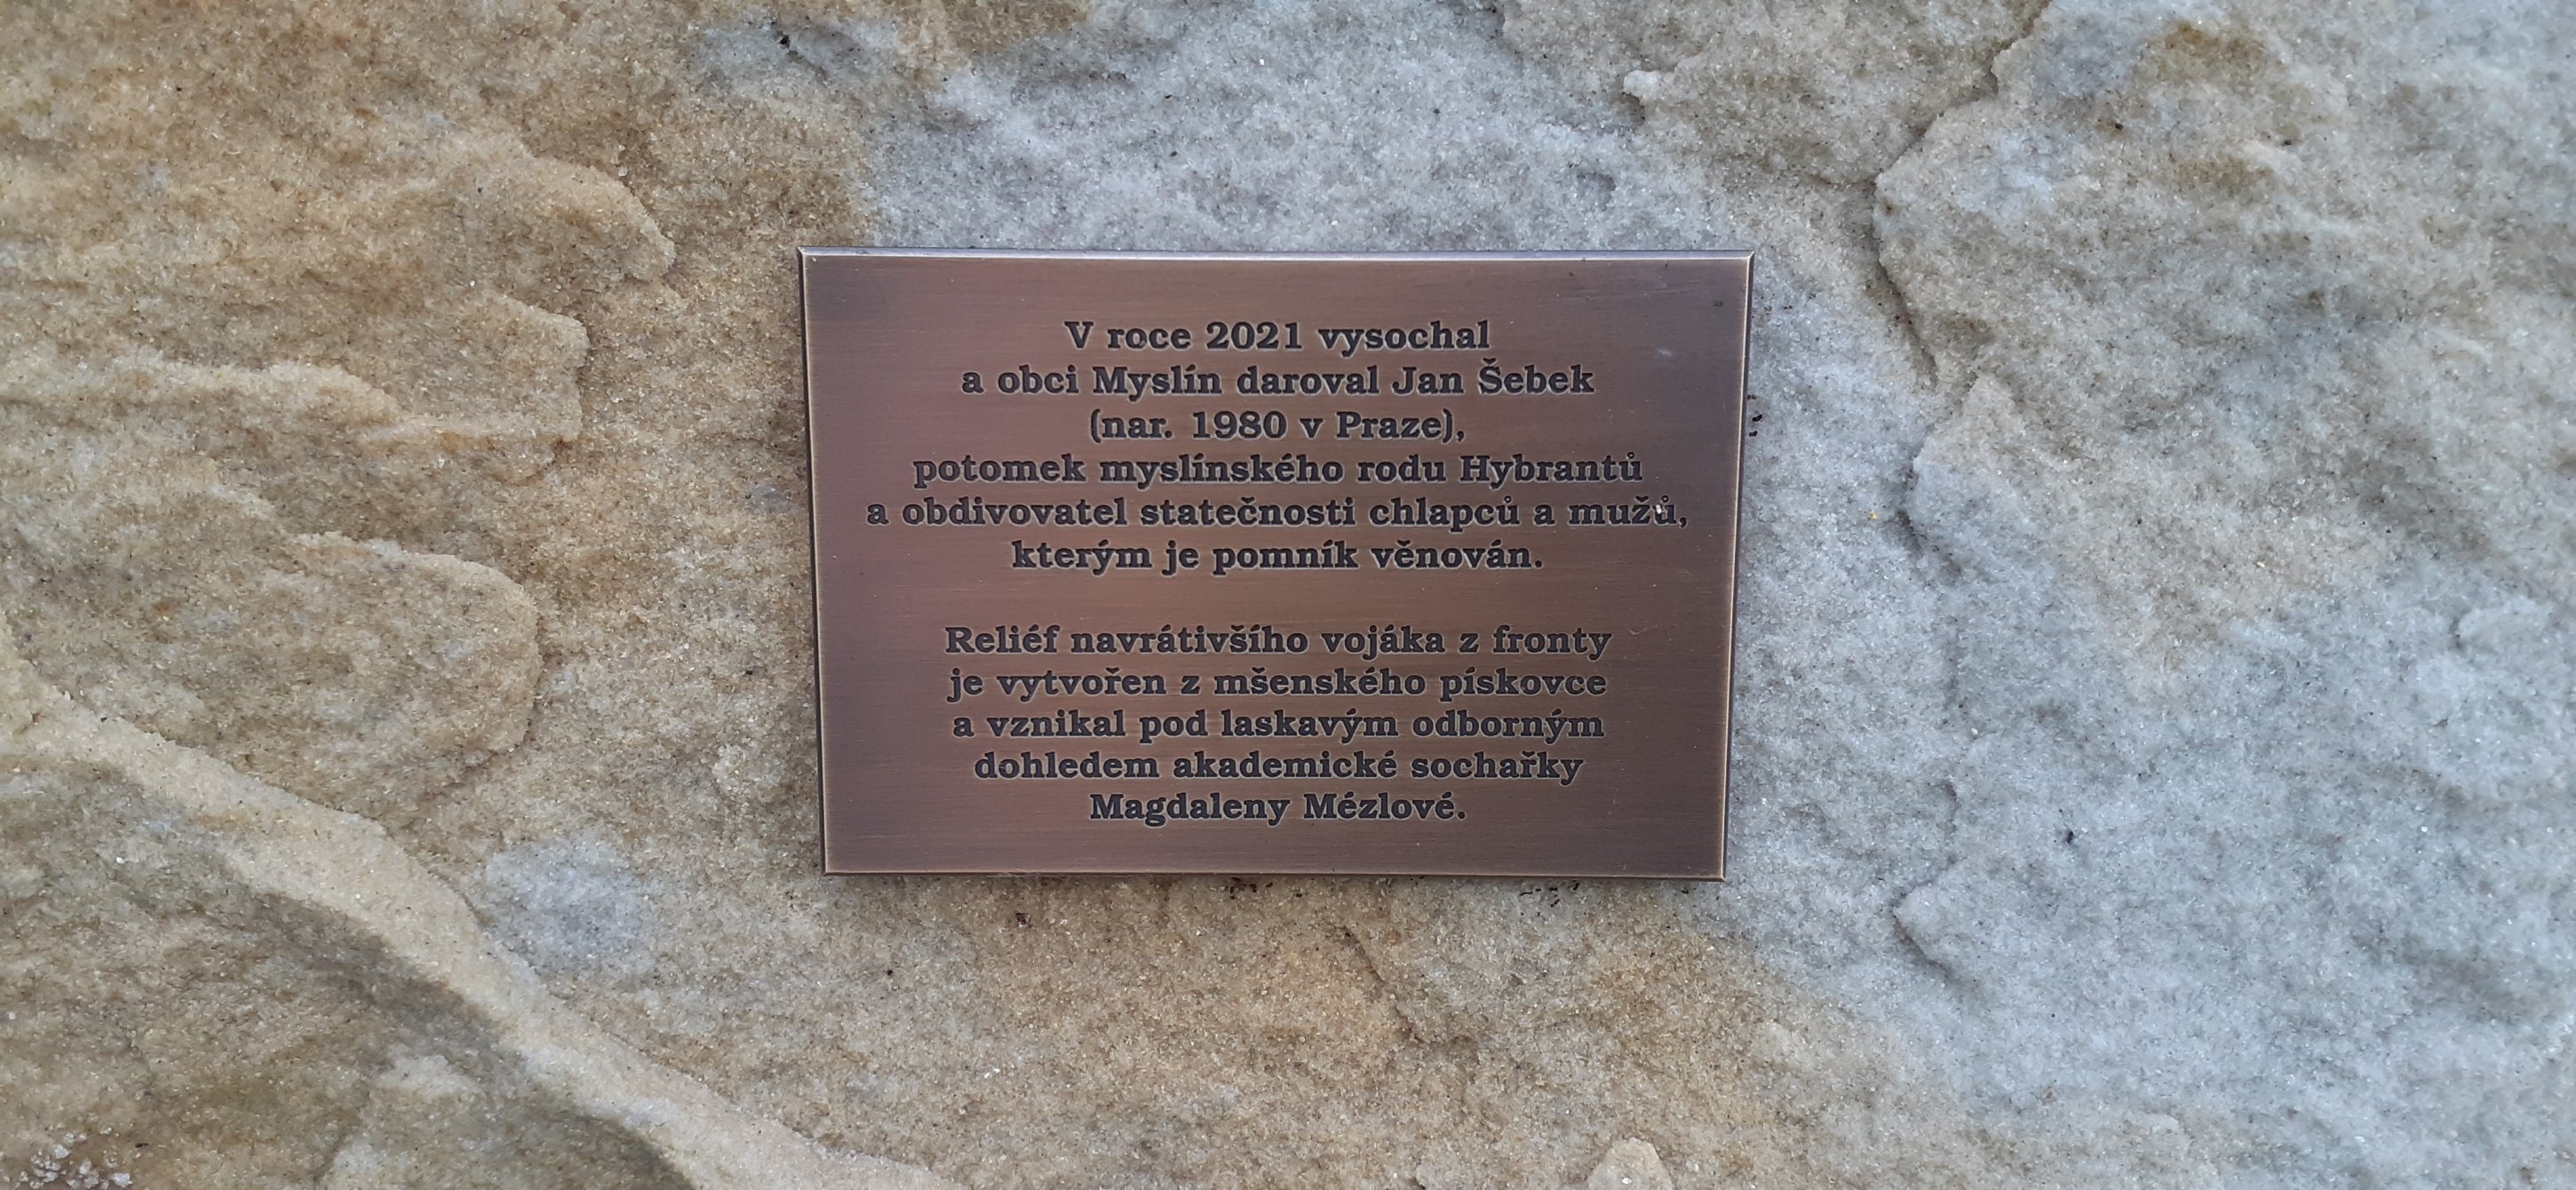 V roce 2021 vysochal
a obci Myslín daroval Jan Šebek
(nar. 1980 v Praze),
potomek myslínského rodu Hybrantů
a obdivovatel statečnosti chlapců a mužů,
kterým je pomník věnován.
Reliéf navrátivšího vojáka z fronty
je vytvořen z mšenského pískovce
a vznikal pod laskavým odborným
dohledem akademické sochařky
Magdaleny Mézlové.